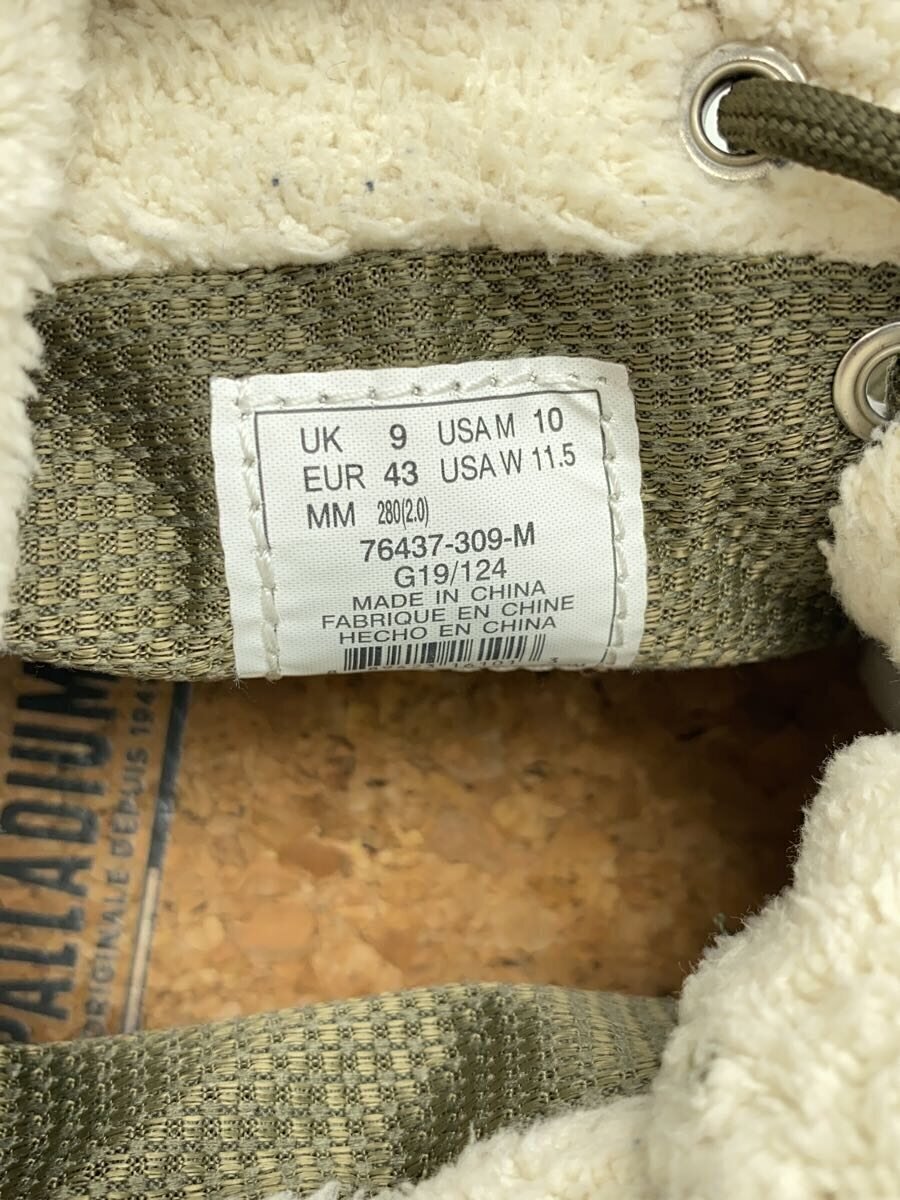 UK 9 USA M 10
EUR 43 USA W 11.5
MM 280(2.0)
76437-309-M
G19/124
MADE IN CHINA
FABRIQUE EN CHINE
HECHO EN CHINA
PALLADIUM
ORIGINALE DEPUIS 194